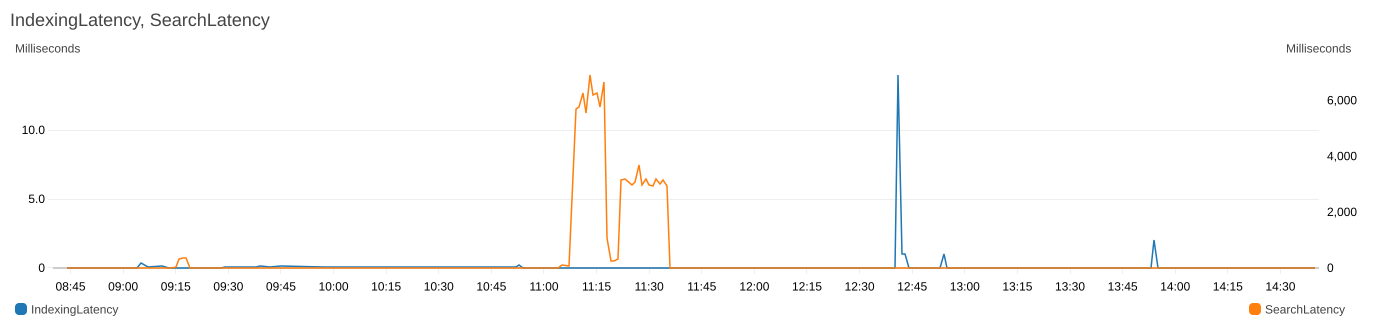 IndexingLatency, SearchLatency
Milliseconds Milliseconds
6,000
10.0
4,000
5.0
2,000
0 0
08:45 09:00 09:15 09:30 09:45 10:00 10:15 10:30 10:45 11:00 11:15 11:30 11:45 12:00 12:15 12:30 12:45 13:00 13:15 13:30 13:45 14:00 14:15 14:30
IndexingLatency SearchLatency